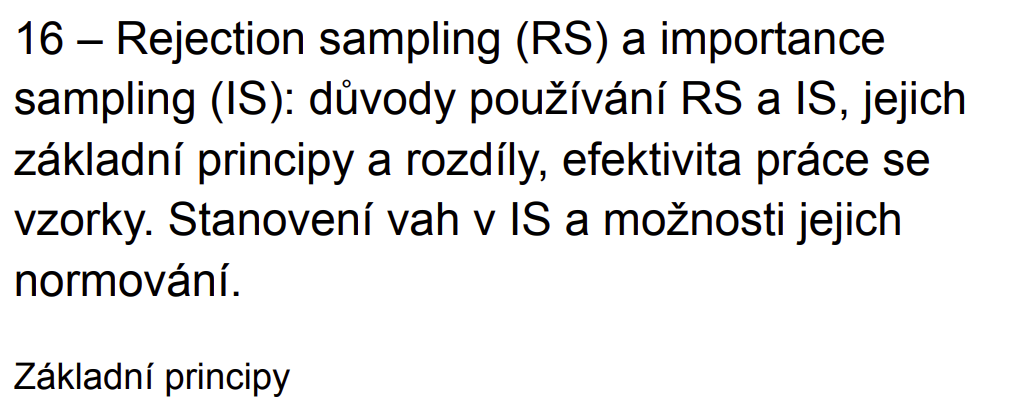 16 – Rejection sampling (RS) a importance
sampling (IS): důvody používání RS a IS, jejich
základní principy a rozdíly, efektivita práce se
vzorky. Stanovení vah v IS a možnosti jejich
normování.
Základní principy